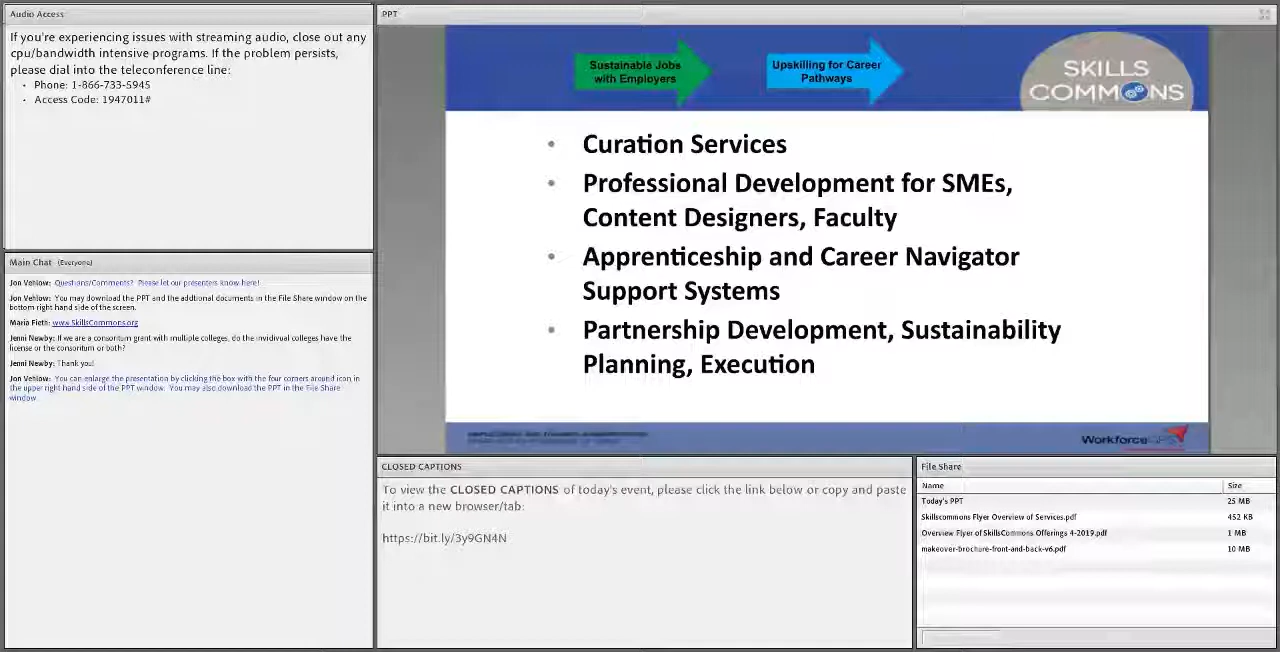 Audio Access
If you're experiencing issues with streaming audio, close out any
cpu/bandwidth intensive programs. If the problem persists,
please dial into the teleconference line:
• Phone: 1-866-733-5945
• Access Code: 1947011#
Main Chat (Everyone)
Jon Vehlow: Questions/Comments? Please let our presenters know here!
Jon Vehlow: You may download the PPT and the addtional documents in the File Share window on the
bottom right hand side of the screen.
Maria Fieth: www.SkillsCommons.org
Jenni Newby: If we are a consortium grant with multiple colleges, do the invidivual colleges have the
license or the consortium or both?
Jenni Newby: Thank you!
Jon Vehlow: You can enlarge the presentation by clicking the box with the four corners around icon in
the upper right hand side of the PPT window. You may also download the PPT in the File Share
window.
PPT
Sustainable Jobs
with Employers
Upskilling for Career
Pathways
SKILLS
COMMONS
• Curation Services
• Professional Development for SMEs,
Content Designers, Faculty
• Apprenticeship and Career Navigator
Support Systems
• Partnership Development, Sustainability
Planning, Execution
WorkforceGPS
CLOSED CAPTIONS
To view the CLOSED CAPTIONS of today's event, please click the link below or copy and paste
it into a new browser/tab:
https://bit.ly/3y9GN4N
File Share
Name Size
Today's PPT 25 MB
Skillscommons Flyer Overview of Services.pdf 452 KB
Overview Flyer of SkillsCommons Offerings 4-2019.pdf 1 MB
makeover-brochure-front-and-back-v6.pdf 10 MB